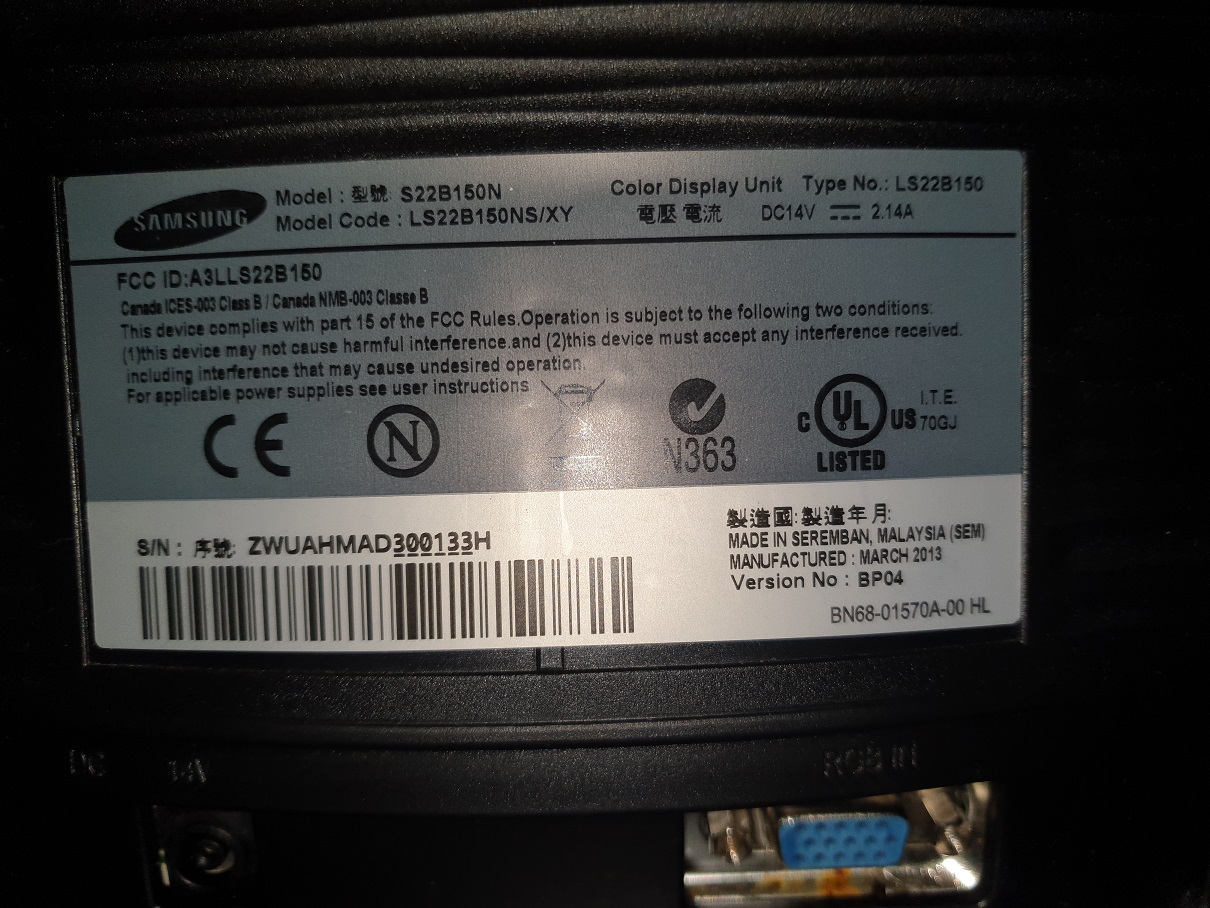 SAMSUNG
Model : 型號: S22B150N
Model Code : LS22B150NS/XY
Color Display Unit Type No.: LS22B150
電壓 電流 DC14V ⎓ 2.14A
FCC ID:A3LLS22B150
Canada ICES-003 Class B / Canada NMB-003 Classe B
This device complies with part 15 of the FCC Rules.Operation is subject to the following two conditions:
(1)this device may not cause harmful interference.and (2)this device must accept any interference received.
including interference that may cause undesired operation.
For applicable power supplies see user instructions
CE
N
N363
C UL US
LISTED
I.T.E.
70GJ
S/N : 序號: ZWUAHMAD300133H
製造國: 製造年月:
MADE IN SEREMBAN, MALAYSIA (SEM)
MANUFACTURED : MARCH 2013
Version No : BP04
BN68-01570A-00 HL
DC 14V
RGB IN